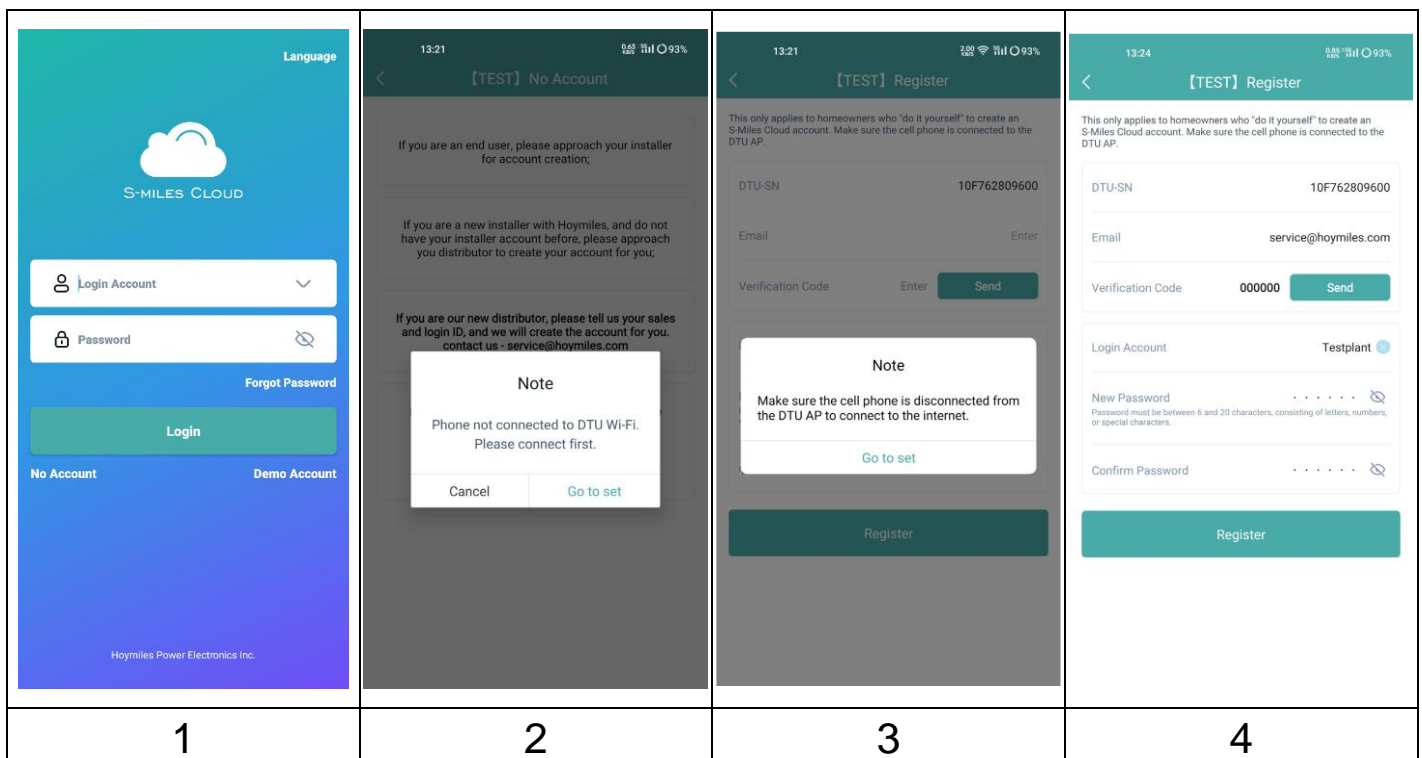 Language
S-MILES CLOUD
Login Account
Password
Forgot Password
Login
No Account Demo Account
Hoymiles Power Electronics Inc.
1
13:21 0.63 KB/S 93%
【TEST】No Account
If you are an end user, please approach your installer
for account creation;
If you are a new installer with Hoymiles, and do not
have your installer account before, please approach
you distributor to create your account for you;
If you are our new distributor, please tell us your sales
and login ID, and we will create the account for you.
contact us - service@hoymiles.com
Note
Phone not connected to DTU Wi-Fi.
Please connect first.
Cancel Go to set
2
13:21 2.00 KB/S 93%
【TEST】Register
This only applies to homeowners who "do it yourself" to create an
S-Miles Cloud account. Make sure the cell phone is connected to the
DTU AP.
DTU-SN 10F762809600
Email Enter
Verification Code Enter Send
Note
Make sure the cell phone is disconnected from
the DTU AP to connect to the internet.
Go to set
Register
3
13:24 0.85 KB/S 93%
【TEST】Register
This only applies to homeowners who "do it yourself" to create an
S-Miles Cloud account. Make sure the cell phone is connected to the
DTU AP.
DTU-SN 10F762809600
Email service@hoymiles.com
Verification Code 000000 Send
Login Account Testplant
New Password · · · · · ·
Password must be between 6 and 20 characters, consisting of letters, numbers,
or special characters.
Confirm Password · · · · · ·
Register
4